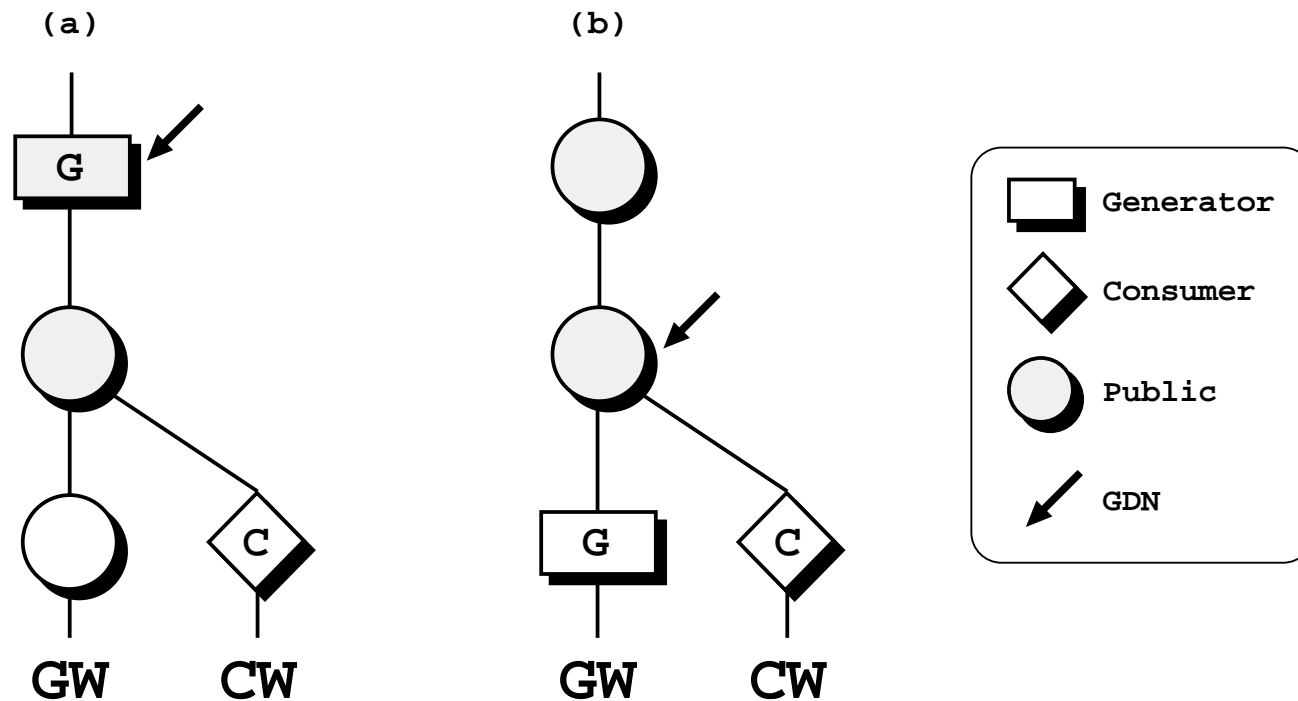 (a)
G
C
GW
CW
(b)
G
C
GW
CW
Generator
Consumer
Public
GDN